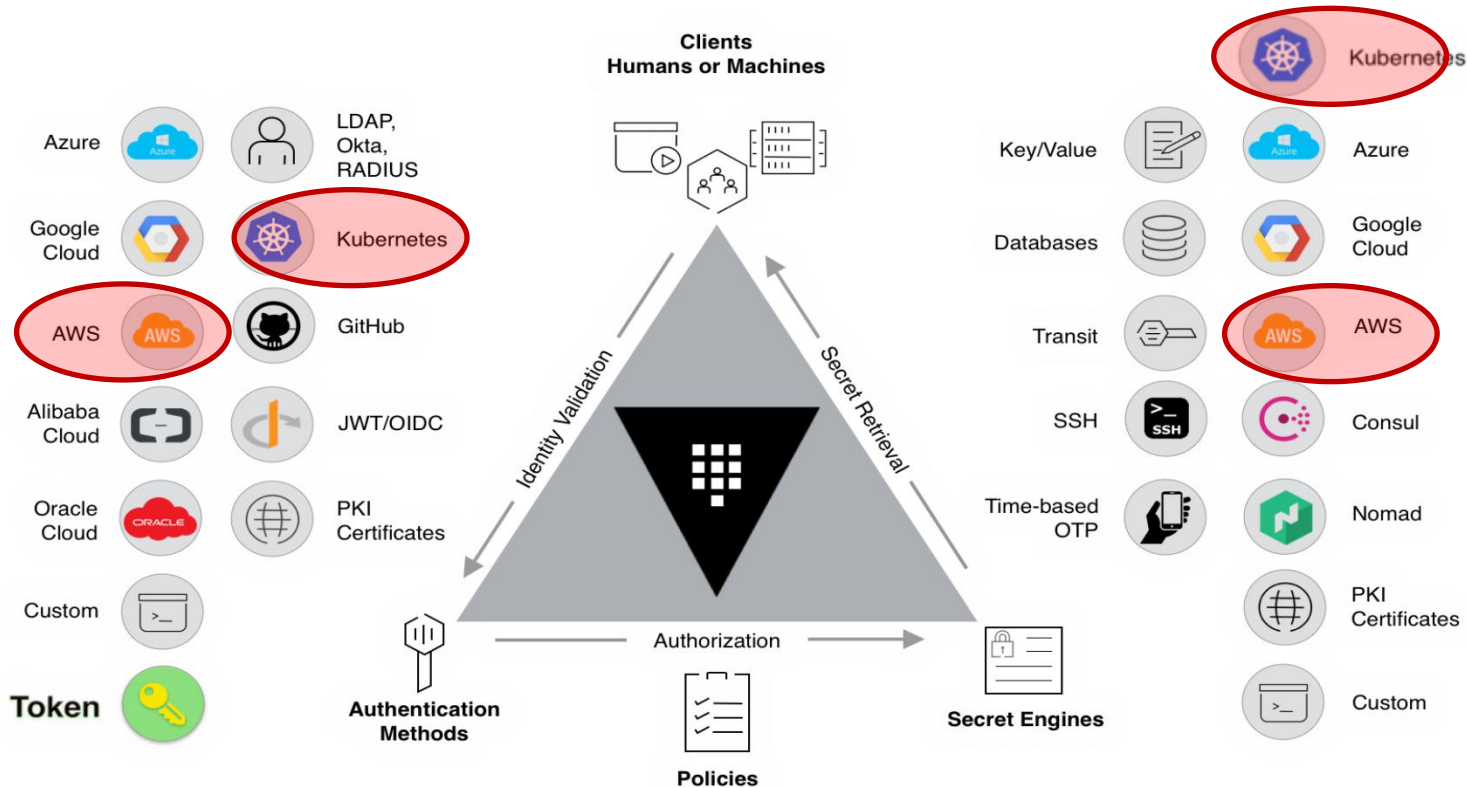 Clients
Humans or Machines
Azure
Azure
LDAP,
Okta,
RADIUS
Google
Cloud
Kubernetes
AWS
AWS
GitHub
Alibaba
Cloud
JWT/OIDC
Oracle
Cloud
ORACLE
PKI
Certificates
Custom
>_
Token
Identity Validation
Secret Retrieval
Authorization
Authentication
Methods
Policies
Secret Engines
Kubernetes
Key/Value
Azure
Azure
Databases
Google
Cloud
Transit
AWS
AWS
SSH
>_
SSH
Consul
Time-based
OTP
Nomad
PKI
Certificates
>_
Custom